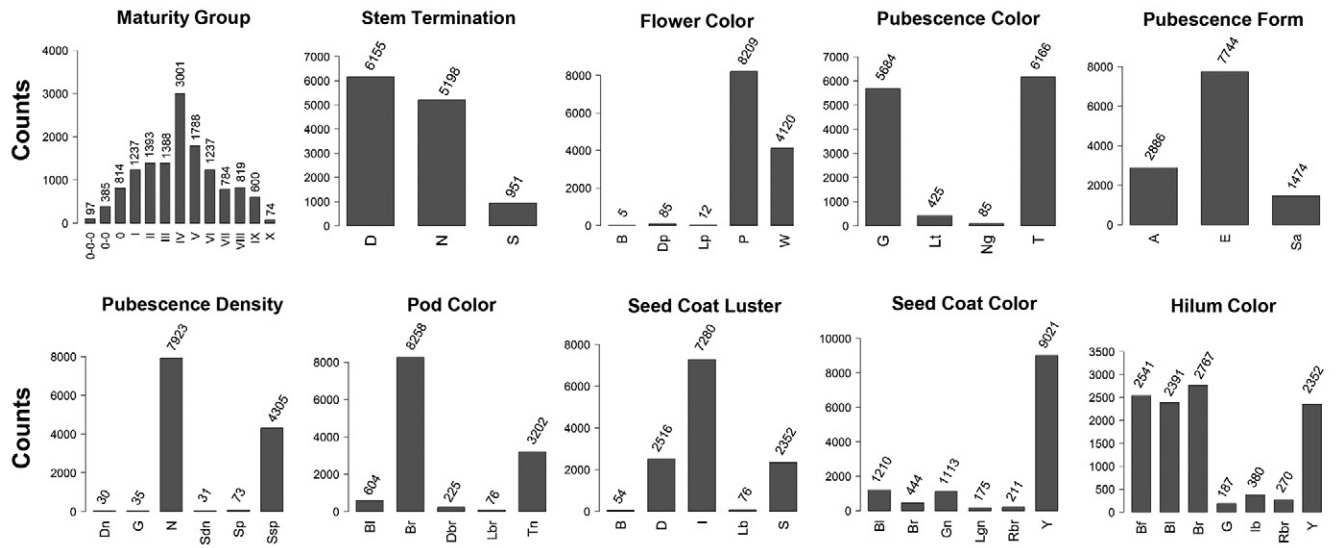 Maturity Group
Counts
4000
3000
2000
1000
0
97
385
814
1237
1393
1388
3001
1788
1237
784
819
600
74
0-0-0
0-0
0
I
II
III
IV
V
VI
VII
VIII
IX
X
Stem Termination
7000
6000
5000
4000
3000
2000
1000
0
6155
5198
951
D
N
S
Flower Color
8000
6000
4000
2000
0
5
85
12
8209
4120
B
Dp
Lp
P
W
Pubescence Color
7000
6000
5000
4000
3000
2000
1000
0
5684
425
85
6166
G
Lt
Ng
T
Pubescence Form
8000
6000
4000
2000
0
2886
7744
1474
A
E
Sa
Pubescence Density
Counts
8000
6000
4000
2000
0
30
35
7923
31
73
4305
Dn
G
N
Sdn
Sp
Ssp
Pod Color
8000
6000
4000
2000
0
604
8258
225
76
3202
Bl
Br
Dbr
Lbr
Tn
Seed Coat Luster
8000
6000
4000
2000
0
54
2516
7280
76
2352
B
D
I
Lb
S
Seed Coat Color
10000
8000
6000
4000
2000
0
1210
444
1113
175
211
9021
Bl
Br
Gn
Lgn
Rbr
Y
Hilum Color
3500
3000
2500
2000
1500
1000
500
0
2541
2391
2767
187
380
270
2352
Bf
Bl
Br
G
Ib
Rbr
Y